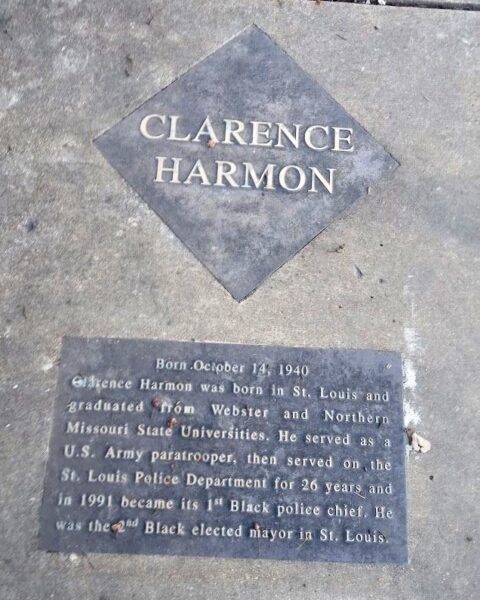 CLARENCE
HARMON
Born October 14, 1940
Clarence Harmon was born in St. Louis and
graduated from Webster and Northern
Missouri State Universities. He served as a
U.S. Army paratrooper, then served on the
St. Louis Police Department for 26 years and
in 1991 became its 1st Black police chief. He
was the 2nd Black elected mayor in St. Louis.